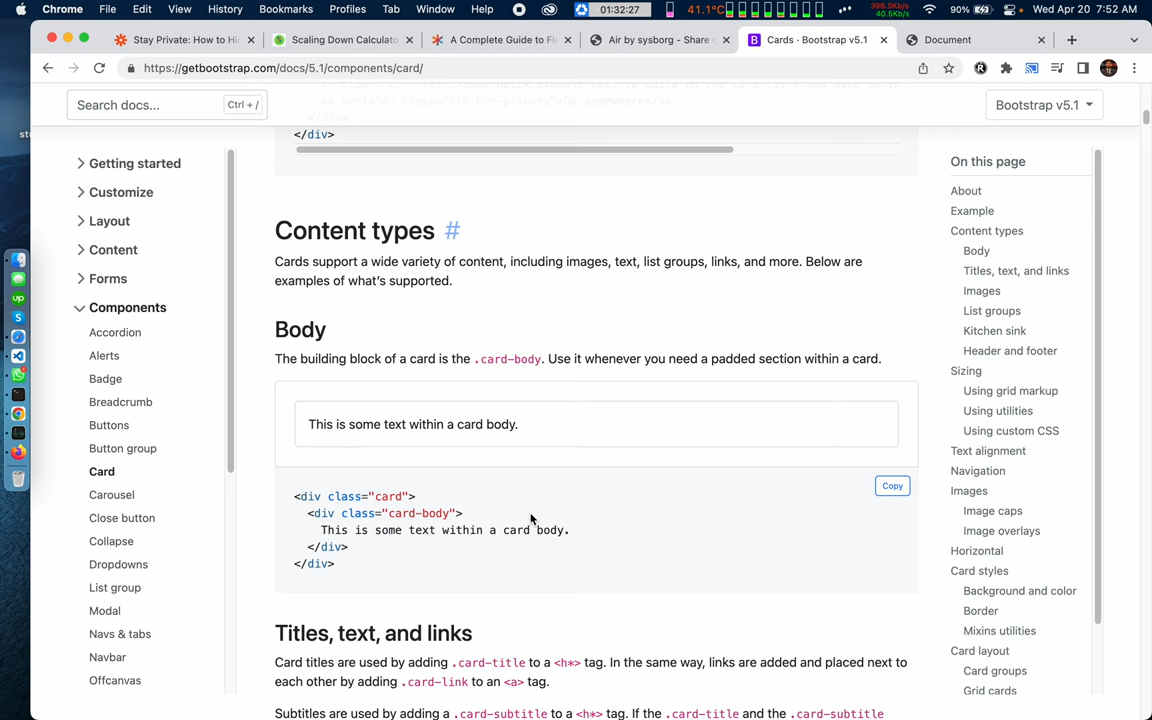 Chrome File Edit View History Bookmarks Profiles Tab Window Help 01:32:27 41.1°C 396.5Kb/s 40.5Kb/s 90% Wed Apr 20 7:52 AM
Stay Private: How to Hi
Scaling Down Calculato
A Complete Guide to Fl
Air by sysborg - Share
Cards · Bootstrap v5.1
Document
https://getbootstrap.com/docs/5.1/components/card/
Search docs...
Ctrl + /
Bootstrap v5.1
Getting started
Customize
Layout
Content
Forms
Components
Accordion
Alerts
Badge
Breadcrumb
Buttons
Button group
Card
Carousel
Close button
Collapse
Dropdowns
List group
Modal
Navs & tabs
Navbar
Offcanvas
<a href="#" class="btn btn-primary">Go somewhere</a>
</div>
</div>
Content types #
Cards support a wide variety of content, including images, text, list groups, links, and more. Below are
examples of what's supported.
Body
The building block of a card is the .card-body. Use it whenever you need a padded section within a card.
This is some text within a card body.
Copy
<div class="card">
<div class="card-body">
This is some text within a card body.
</div>
</div>
Titles, text, and links
Card titles are used by adding .card-title to a <h*> tag. In the same way, links are added and placed next to
each other by adding .card-link to an <a> tag.
Subtitles are used by adding a .card-subtitle to a <h*> tag. If the .card-title and the .card-subtitle
On this page
About
Example
Content types
Body
Titles, text, and links
Images
List groups
Kitchen sink
Header and footer
Sizing
Using grid markup
Using utilities
Using custom CSS
Text alignment
Navigation
Images
Image caps
Image overlays
Horizontal
Card styles
Background and color
Border
Mixins utilities
Card layout
Card groups
Grid cards